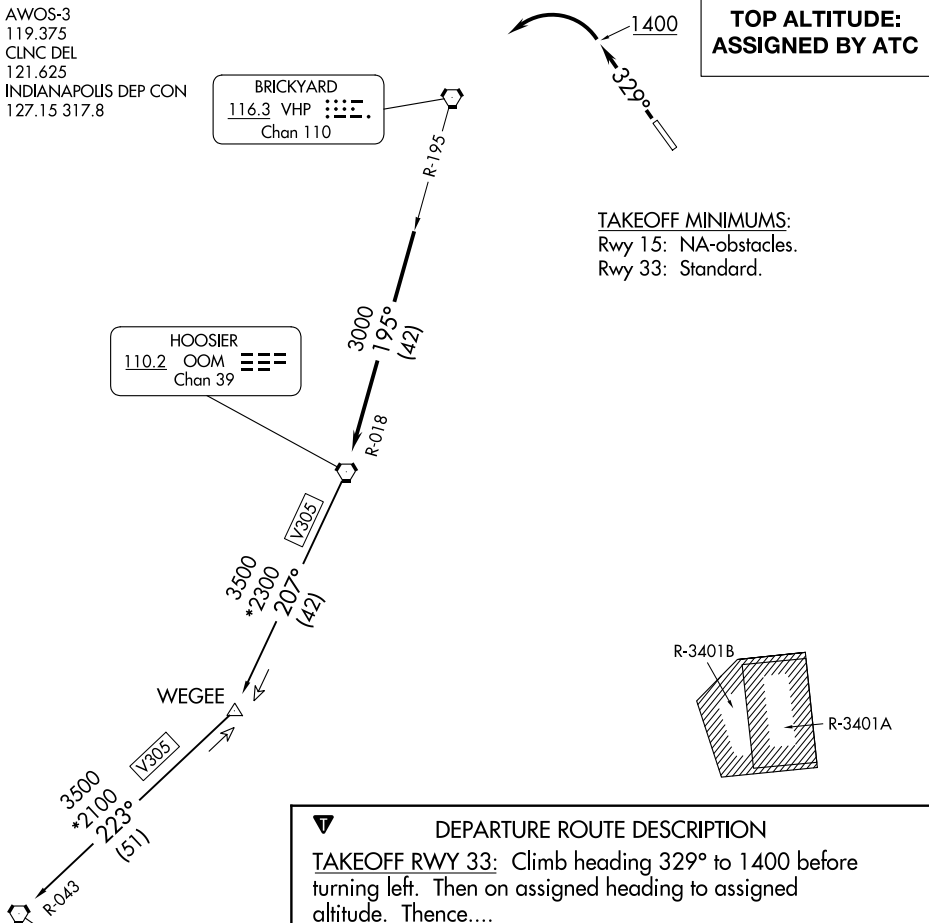 AWOS-3
119.375
CLNC DEL
121.625
INDIANAPOLIS DEP CON
127.15 317.8
TOP ALTITUDE:
ASSIGNED BY ATC
1400
329°
BRICKYARD
116.3 VHP
Chan 110
R-195
TAKEOFF MINIMUMS:
Rwy 15: NA-obstacles.
Rwy 33: Standard.
3000
195°
(42)
HOOSIER
110.2 OOM
Chan 39
R-018
V305
3500
*2300
207°
(42)
WEGEE
R-3401B
R-3401A
V305
3500
*2100
223°
(51)
R-043
T
DEPARTURE ROUTE DESCRIPTION
TAKEOFF RWY 33: Climb heading 329° to 1400 before
turning left. Then on assigned heading to assigned
altitude. Thence....